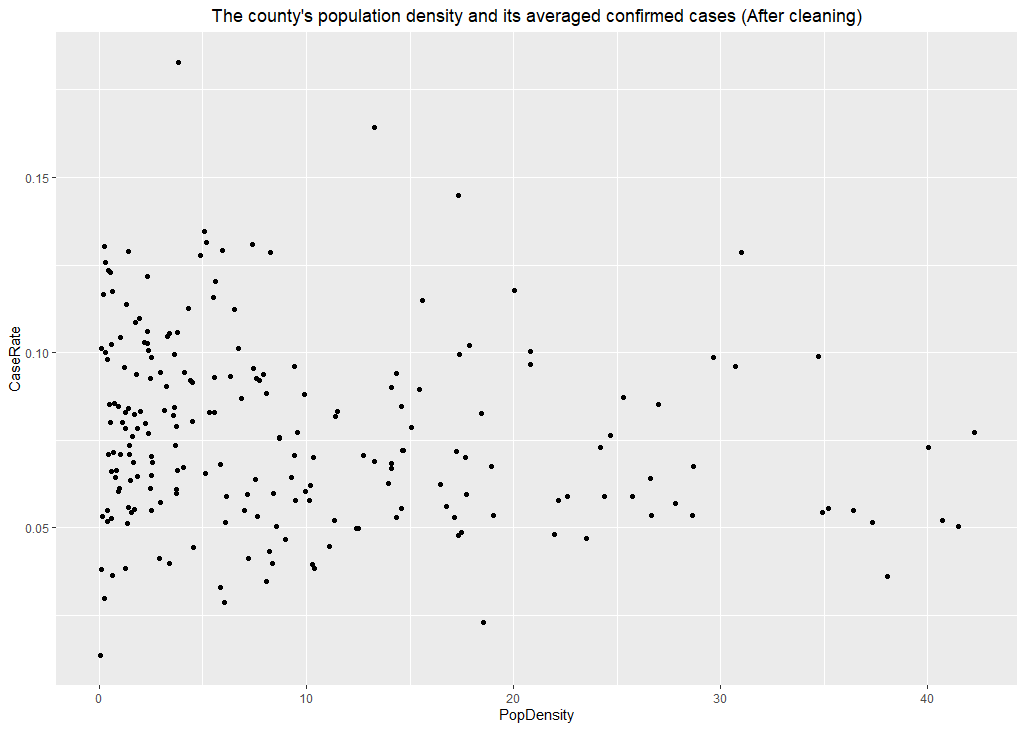 The county's population density and its averaged confirmed cases (After cleaning)
CaseRate
0.15
0.10
0.05
0
10
20
30
40
PopDensity